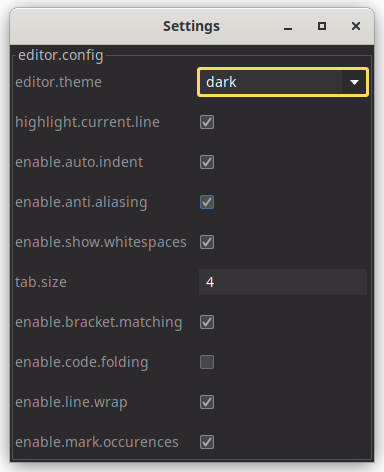 Settings
editor.config
editor.theme dark
highlight.current.line
enable.auto.indent
enable.anti.aliasing
enable.show.whitespaces
tab.size 4
enable.bracket.matching
enable.code.folding
enable.line.wrap
enable.mark.occurences